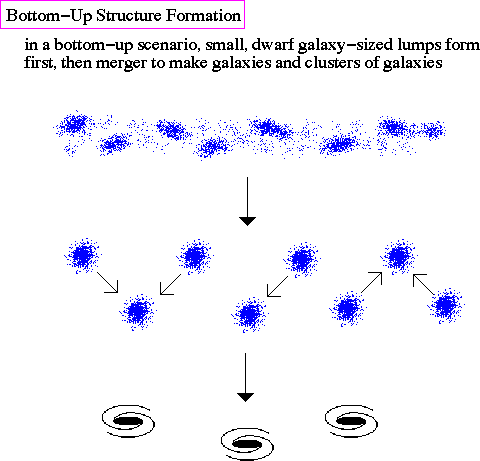 Bottom-Up Structure Formation
in a bottom-up scenario, small, dwarf galaxy-sized lumps form
first, then merger to make galaxies and clusters of galaxies